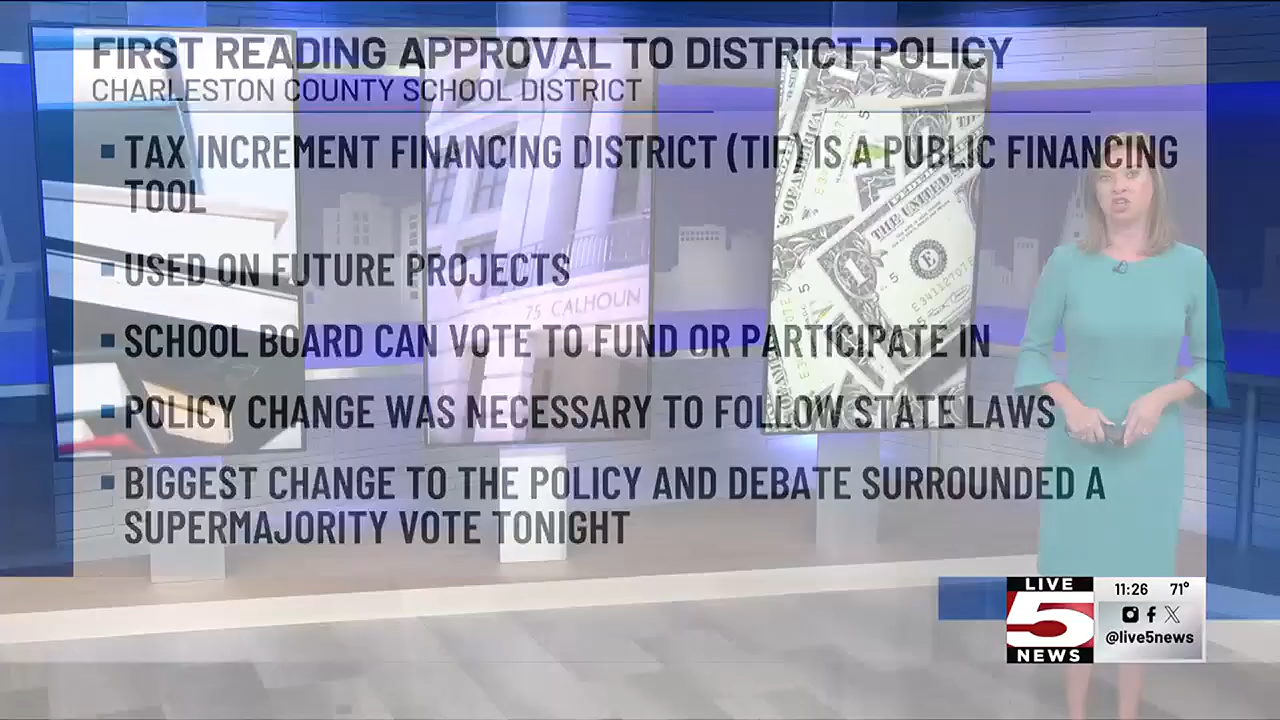 FIRST READING APPROVAL TO DISTRICT POLICY
CHARLESTON COUNTY SCHOOL DISTRICT
TAX INCREMENT FINANCING DISTRICT (TIF) IS A PUBLIC FINANCING
TOOL
USED ON FUTURE PROJECTS
SCHOOL BOARD CAN VOTE TO FUND OR PARTICIPATE IN
POLICY CHANGE WAS NECESSARY TO FOLLOW STATE LAWS
BIGGEST CHANGE TO THE POLICY AND DEBATE SURROUNDED A
SUPERMAJORITY VOTE TONIGHT
75 CALHOUN
THE UNITED
LIVE
5
NEWS
11:26 71°
@live5news